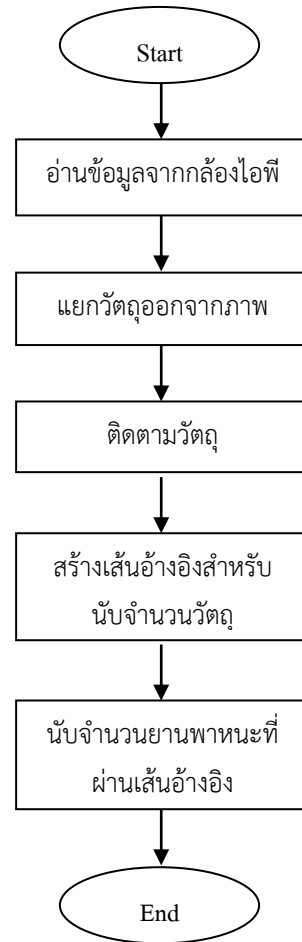 Start
อ่านข้อมูลจากกล้องไอพี
แยกวัตถุออกจากภาพ
ติดตามวัตถุ
สร้างเส้นอ้างอิงสำหรับ
นับจำนวนวัตถุ
นับจำนวนยานพาหนะที่
ผ่านเส้นอ้างอิง
End